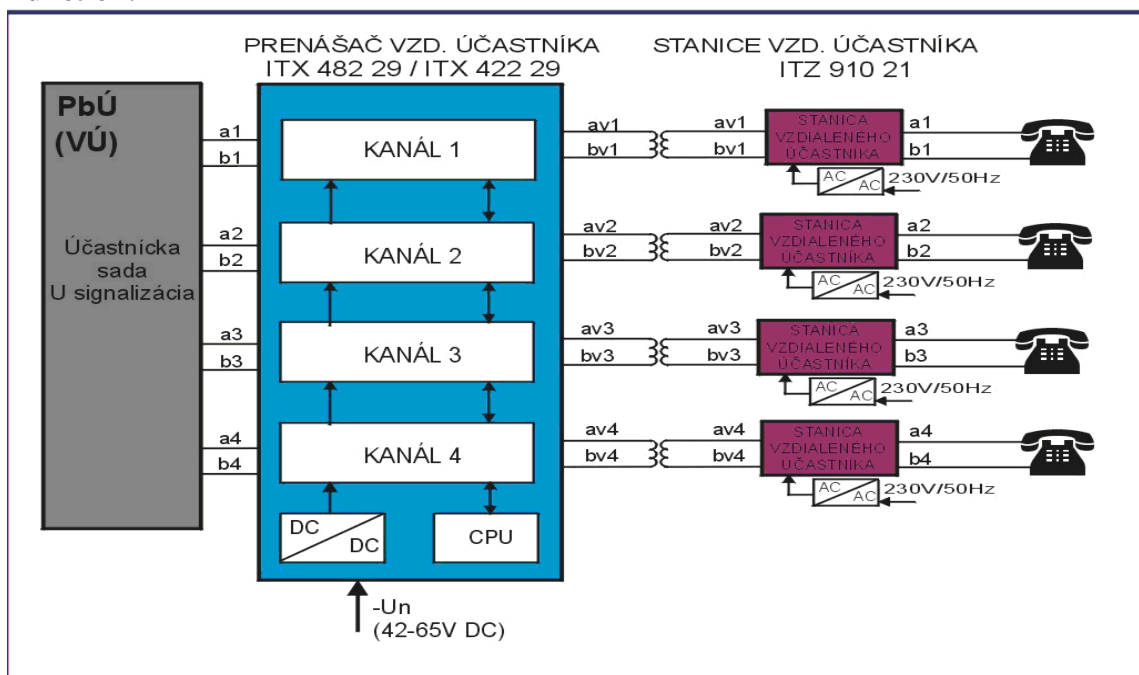 PRENÁŠAČ VZD. ÚČASTNÍKA
ITX 482 29 / ITX 422 29
STANICE VZD. ÚČASTNÍKA
ITZ 910 21
PbÚ
(VÚ)
Účastnícka
sada
U signalizácia
a1
b1
a2
b2
a3
b3
a4
b4
KANÁL 1
KANÁL 2
KANÁL 3
KANÁL 4
DC
DC
CPU
-Un
(42-65V DC)
av1
bv1
av1
bv1
STANICA
VZDIALENÉHO
ÚČASTNÍKA
a1
b1
AC
AC
230V/50Hz
av2
bv2
av2
bv2
STANICA
VZDIALENÉHO
ÚČASTNÍKA
a2
b2
AC
AC
230V/50Hz
av3
bv3
av3
bv3
STANICA
VZDIALENÉHO
ÚČASTNÍKA
a3
b3
AC
AC
230V/50Hz
av4
bv4
av4
bv4
STANICA
VZDIALENÉHO
ÚČASTNÍKA
a4
b4
AC
AC
230V/50Hz